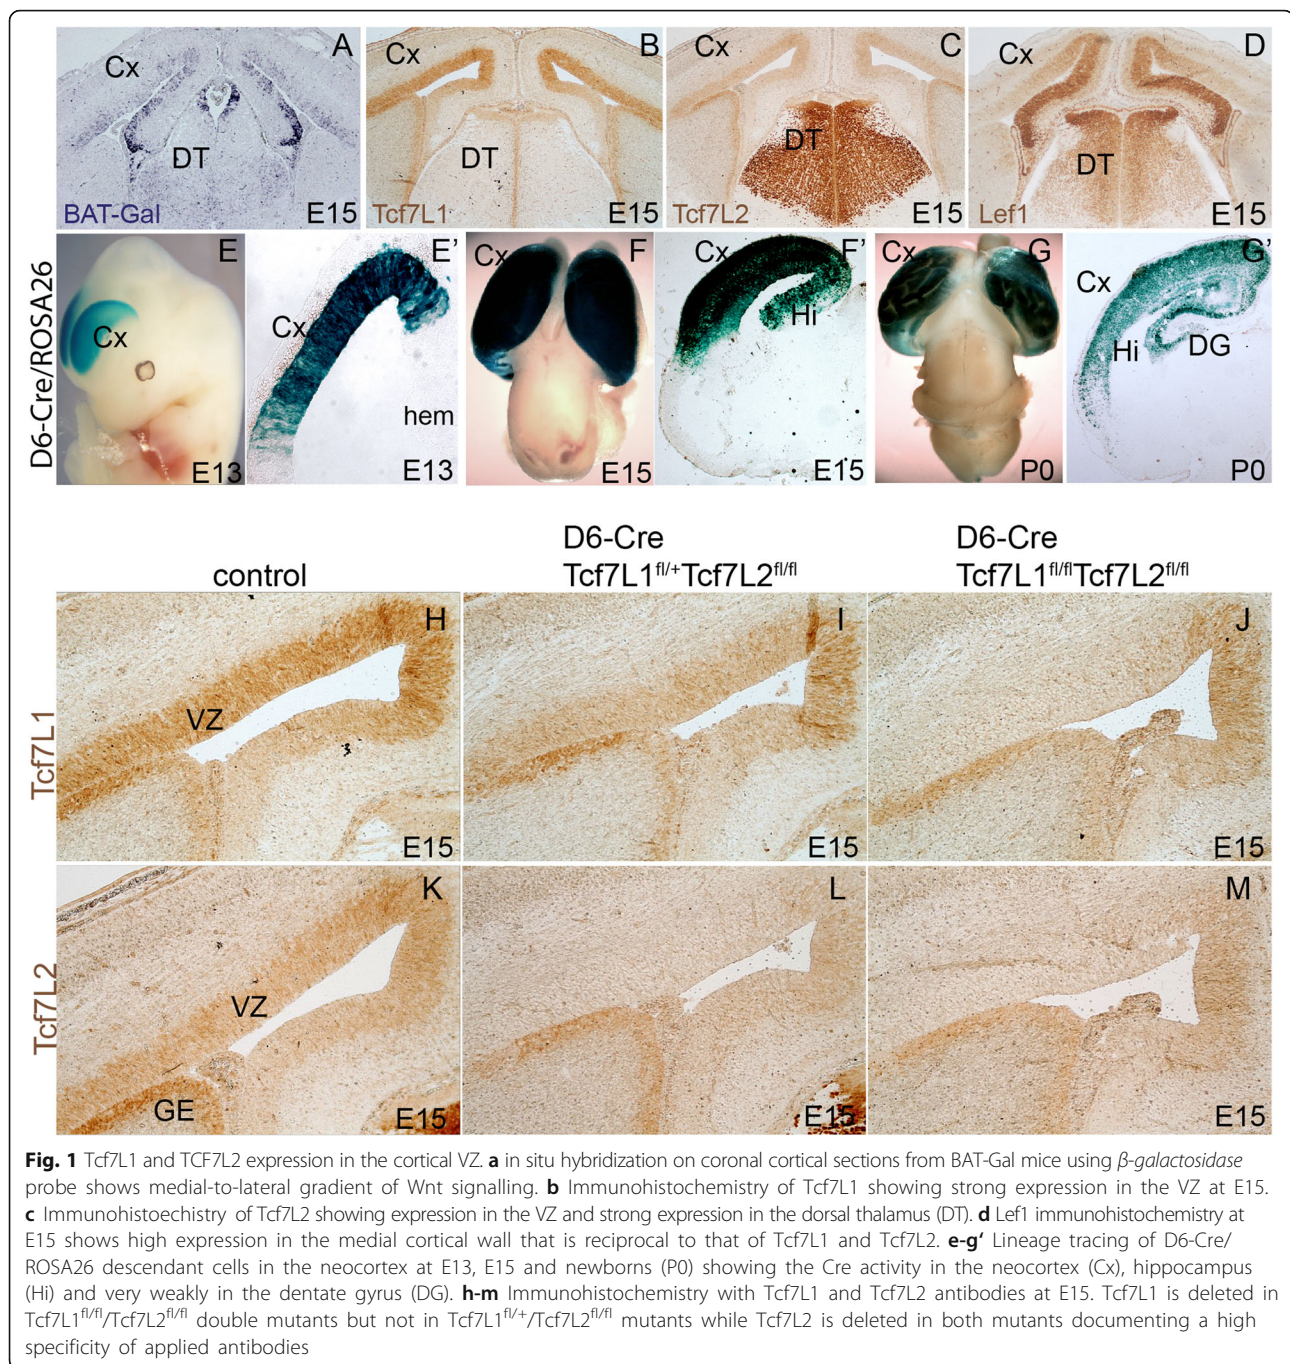 A
Cx
DT
BAT-Gal
E15
B
Cx
DT
Tcf7L1
E15
C
Cx
DT
Tcf7L2
E15
D
Cx
DT
Lef1
E15
D6-Cre/ROSA26
E
Cx
E13
E'
Cx
hem
E13
F
Cx
E15
F'
Cx
Hi
E15
G
Cx
P0
G'
Cx
Hi
DG
P0
control
D6-Cre
Tcf7L1fl/+Tcf7L2fl/fl
D6-Cre
Tcf7L1fl/flTcf7L2fl/fl
Tcf7L1
H
VZ
E15
I
E15
J
E15
Tcf7L2
K
VZ
GE
E15
L
E15
M
E15
Fig. 1 Tcf7L1 and TCF7L2 expression in the cortical VZ. a in situ hybridization on coronal cortical sections from BAT-Gal mice using β-galactosidase
probe shows medial-to-lateral gradient of Wnt signalling. b Immunohistochemistry of Tcf7L1 showing strong expression in the VZ at E15.
c Immunohistoechistry of Tcf7L2 showing expression in the VZ and strong expression in the dorsal thalamus (DT). d Lef1 immunohistochemistry at
E15 shows high expression in the medial cortical wall that is reciprocal to that of Tcf7L1 and Tcf7L2. e-g‘ Lineage tracing of D6-Cre/
ROSA26 descendant cells in the neocortex at E13, E15 and newborns (P0) showing the Cre activity in the neocortex (Cx), hippocampus
(Hi) and very weakly in the dentate gyrus (DG). h-m Immunohistochemistry with Tcf7L1 and Tcf7L2 antibodies at E15. Tcf7L1 is deleted in
Tcf7L1fl/fl/Tcf7L2fl/fl double mutants but not in Tcf7L1fl/+/Tcf7L2fl/fl mutants while Tcf7L2 is deleted in both mutants documenting a high
specificity of applied antibodies